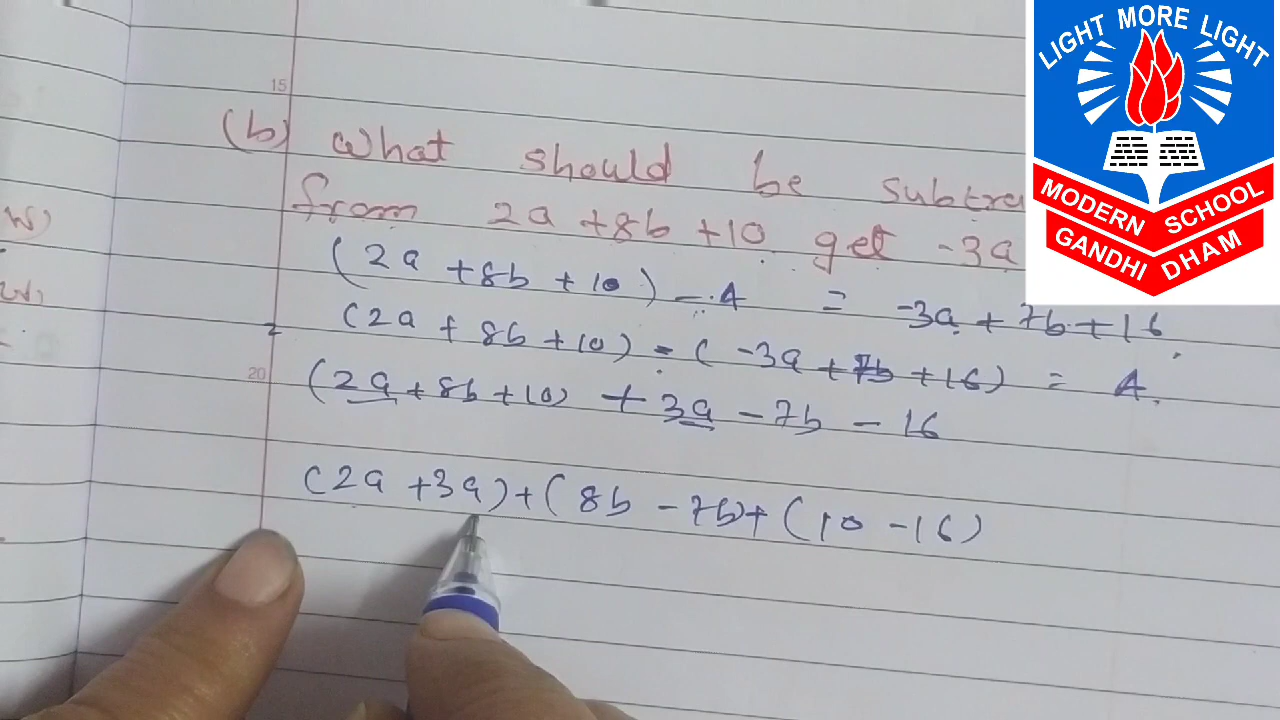 LIGHT MORE LIGHT
MODERN SCHOOL
GANDHI DHAM
15
(b) What should be subtra
from 2a +8b +10 get -3a
(2a +8b +10) - A = -3a + 7b + 16
(2a + 8b +10) - (-3a +7b +16) = A
20
(2a +8b +10) + 3a - 7b - 16
(2a +3a)+(8b -7b)+(10 -16)